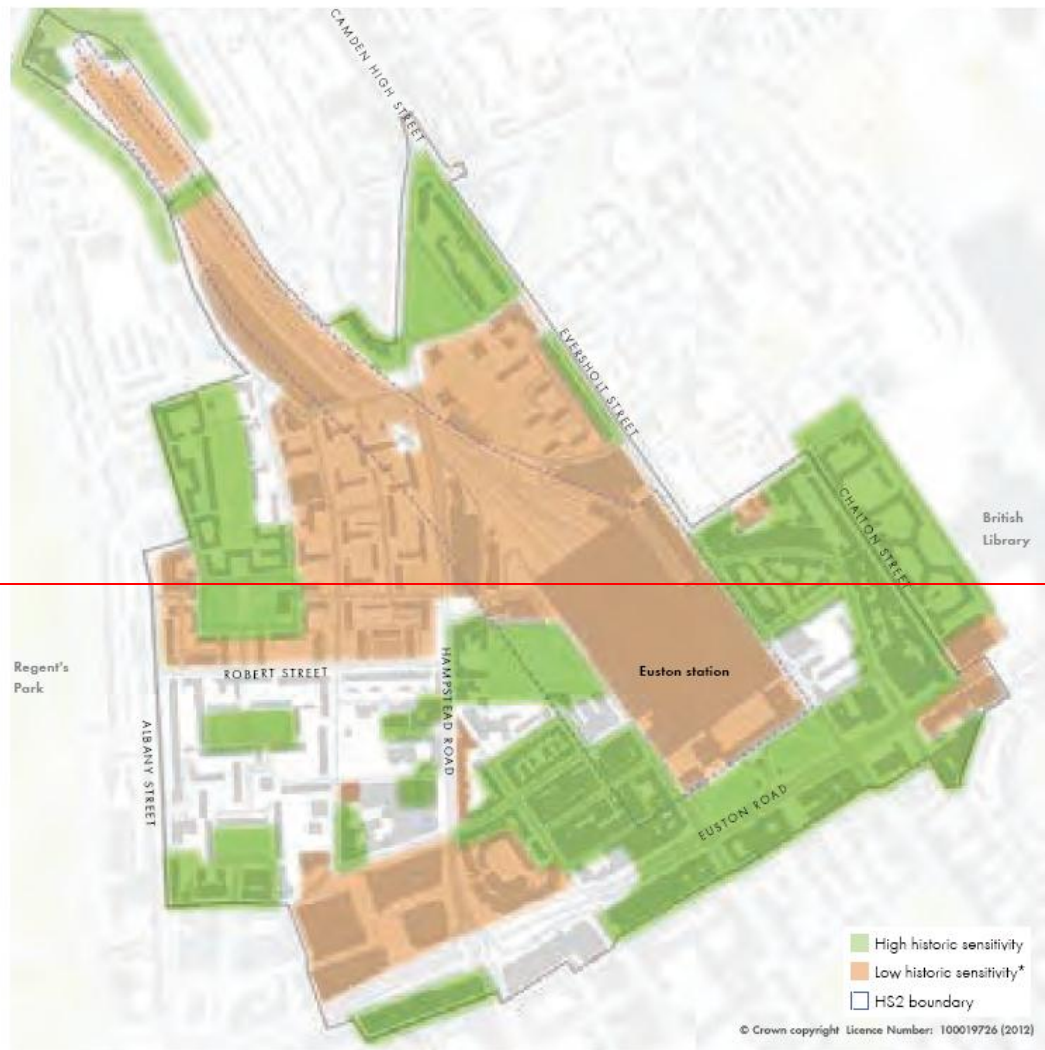 CAMDEN HIGH STREET
EVERSHOLT STREET
CHALTON STREET
British
Library
Regent's
Park
ROBERT STREET
HAMPSTEAD ROAD
Euston station
ALBANY STREET
EUSTON ROAD
High historic sensitivity
Low historic sensitivity*
HS2 boundary
© Crown copyright Licence Number: 100019726 (2012)